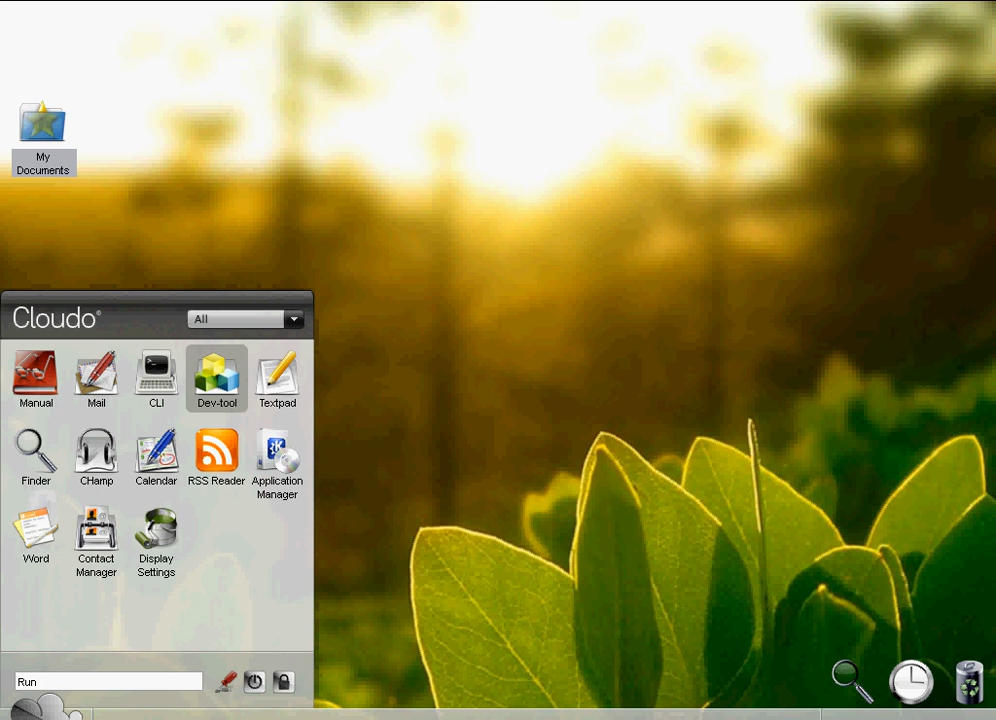 My
Documents
Cloudo®
All
Manual
Mail
CLI
Dev-tool
Textpad
Finder
CHamp
Calendar
RSS Reader
Application
Manager
Word
Contact
Manager
Display
Settings
Run